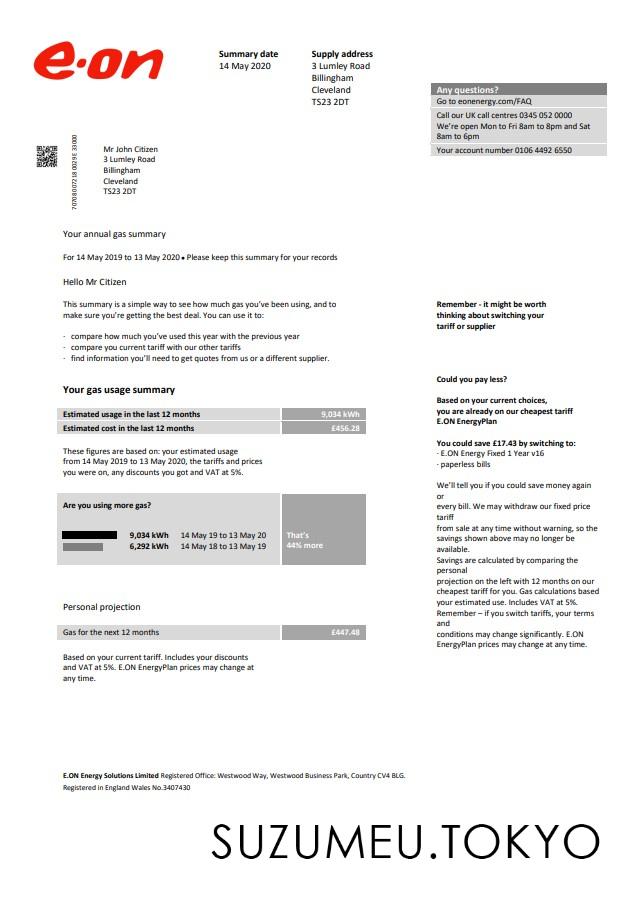 e·on
Summary date
14 May 2020
Supply address
3 Lumley Road
Billingham
Cleveland
TS23 2DT
Any questions?
Go to eonenergy.com/FAQ
Call our UK call centres 0345 052 0000
We're open Mon to Fri 8am to 8pm and Sat
8am to 6pm
Your account number 0106 4492 6550
Mr John Citizen
3 Lumley Road
Billingham
Cleveland
TS23 2DT
Your annual gas summary
For 14 May 2019 to 13 May 2020 • Please keep this summary for your records
Hello Mr Citizen
This summary is a simple way to see how much gas you've been using, and to
make sure you're getting the best deal. You can use it to:
- compare how much you've used this year with the previous year
- compare you current tariff with our other tariffs
- find information you'll need to get quotes from us or a different supplier.
Your gas usage summary
Estimated usage in the last 12 months 9,034 kWh
Estimated cost in the last 12 months £456.28
These figures are based on: your estimated usage
from 14 May 2019 to 13 May 2020, the tariffs and prices
you were on, any discounts you got and VAT at 5%.
Are you using more gas?
9,034 kWh 14 May 19 to 13 May 20
6,292 kWh 14 May 18 to 13 May 19
That's
44% more
Personal projection
Gas for the next 12 months £447.48
Based on your current tariff. Includes your discounts
and VAT at 5%. E.ON EnergyPlan prices may change at
any time.
Remember - it might be worth
thinking about switching your
tariff or supplier
Could you pay less?
Based on your current choices,
you are already on our cheapest tariff
E.ON EnergyPlan
You could save £17.43 by switching to:
- E.ON Energy Fixed 1 Year v16
- paperless bills
We'll tell you if you could save money again
or
every bill. We may withdraw our fixed price
tariff
from sale at any time without warning, so the
savings shown above may no longer be
available.
Savings are calculated by comparing the
personal
projection on the left with 12 months on our
cheapest tariff for you. Gas calculations based
your estimated use. Includes VAT at 5%.
Remember – if you switch tariffs, your terms
and
conditions may change significantly. E.ON
EnergyPlan prices may change at any time.
E.ON Energy Solutions Limited Registered Office: Westwood Way, Westwood Business Park, Country CV4 BLG.
Registered in England Wales No.3407430
SUZUMEU.TOKYO